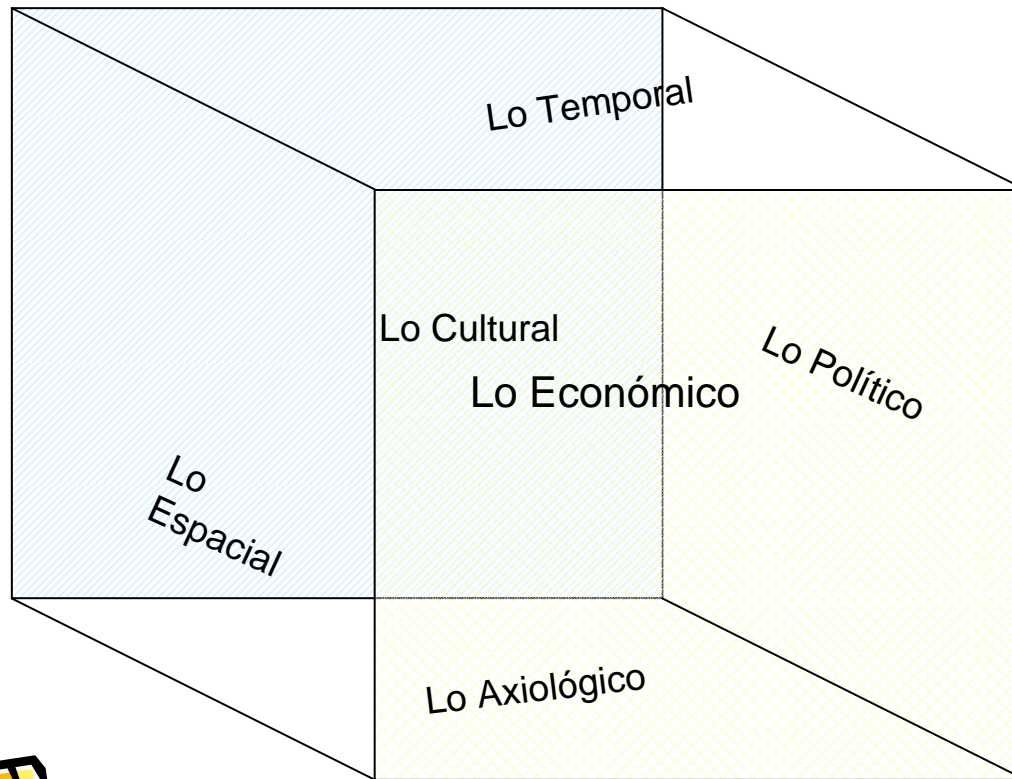 Lo Temporal
Lo Cultural
Lo Político
Lo Económico
Lo
Espacial
Lo Axiológico